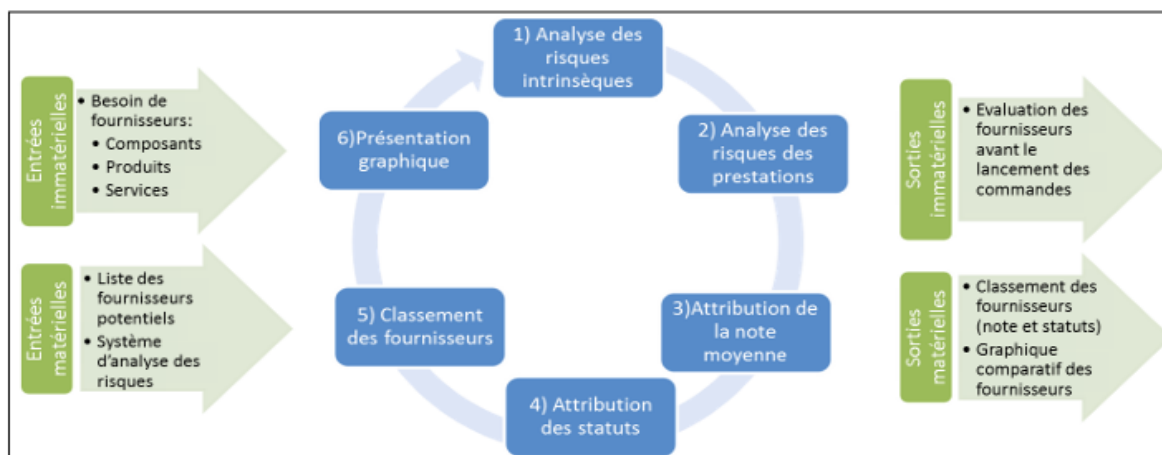 Entrées
immatérielles
• Besoin de
fournisseurs:
• Composants
• Produits
• Services
Entrées
matérielles
• Liste des
fournisseurs
potentiels
• Système
d'analyse des
risques
1) Analyse des
risques
intrinsèques
2) Analyse des
risques des
prestations
3)Attribution de
la note
moyenne
4) Attribution
des statuts
5) Classement
des fournisseurs
6)Présentation
graphique
Sorties
immatérielles
• Evaluation des
fournisseurs
avant le
lancement des
commandes
Sorties
matérielles
• Classement des
fournisseurs
(note et statuts)
• Graphique
comparatif des
fournisseurs